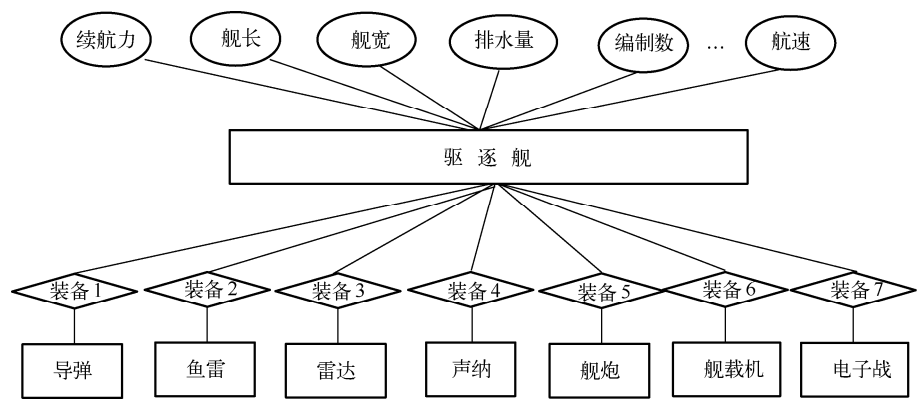 续航力 舰长 舰宽 排水量 编制数 … 航速
驱逐舰
装备1 装备2 装备3 装备4 装备5 装备6 装备7
导弹 鱼雷 雷达 声纳 舰炮 舰载机 电子战